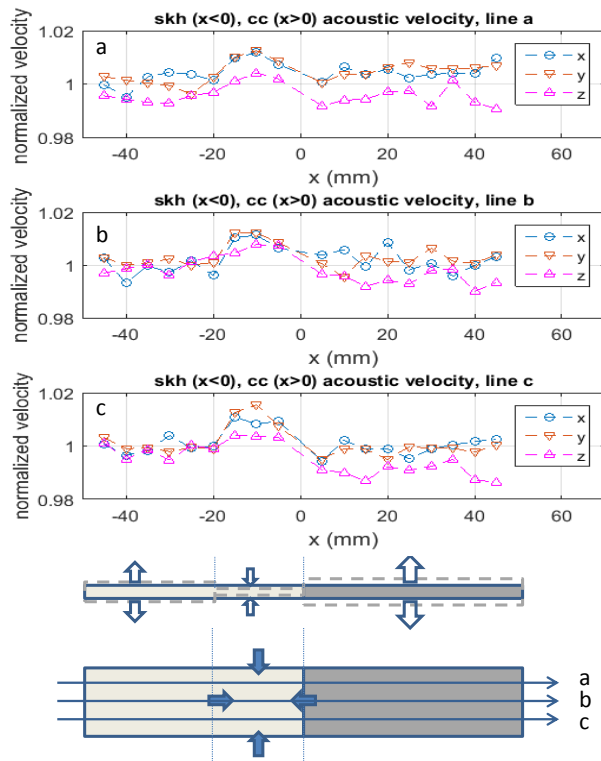 skh (x<0), cc (x>0) acoustic velocity, line a
a
normalized velocity
1.02
1
0.98
-40 -20 0 20 40 60
x (mm)
x
y
z
skh (x<0), cc (x>0) acoustic velocity, line b
b
normalized velocity
1.02
1
0.98
-40 -20 0 20 40 60
x (mm)
x
y
z
skh (x<0), cc (x>0) acoustic velocity, line c
c
normalized velocity
1.02
1
0.98
-40 -20 0 20 40 60
x (mm)
x
y
z
a
b
c